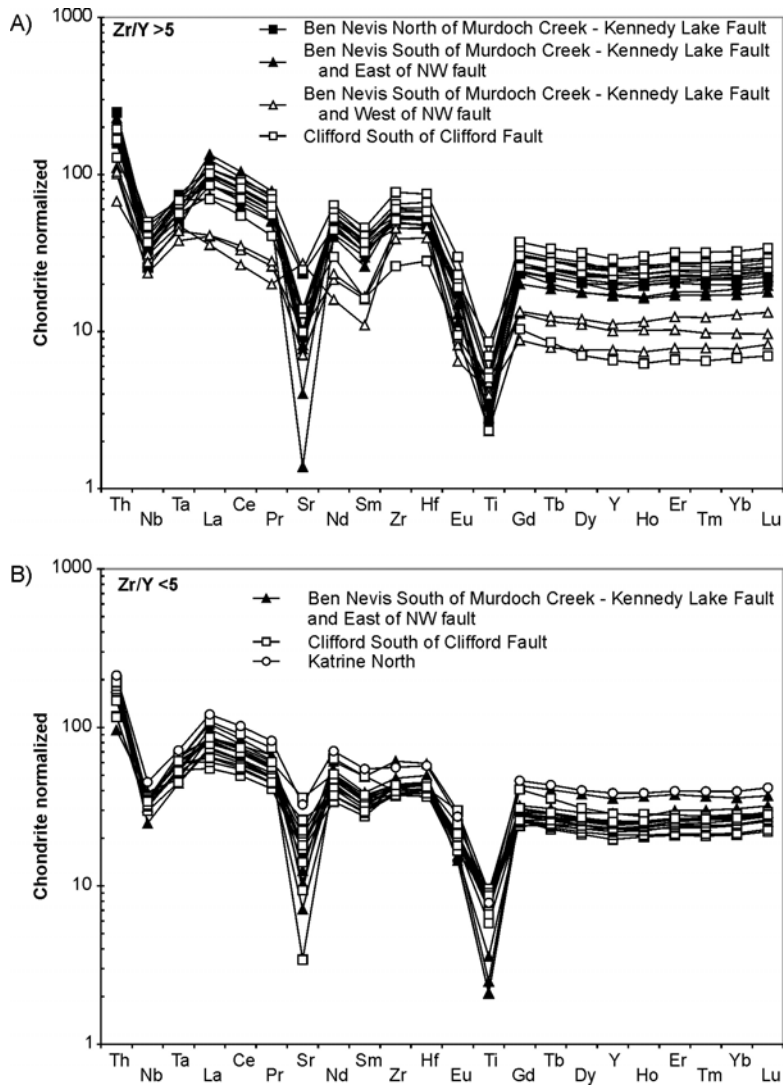 A)
Zr/Y >5
Ben Nevis North of Murdoch Creek - Kennedy Lake Fault
Ben Nevis South of Murdoch Creek - Kennedy Lake Fault
and East of NW fault
Ben Nevis South of Murdoch Creek - Kennedy Lake Fault
and West of NW fault
Clifford South of Clifford Fault
Chondrite normalized
1000
100
10
1
Th Ta Ce Sr Sm Hf Ti Tb Y Er Yb
Nb La Pr Nd Zr Eu Gd Dy Ho Tm Lu
B)
Zr/Y <5
Ben Nevis South of Murdoch Creek - Kennedy Lake Fault
and East of NW fault
Clifford South of Clifford Fault
Katrine North
Chondrite normalized
1000
100
10
1
Th Ta Ce Sr Sm Hf Ti Tb Y Er Yb
Nb La Pr Nd Zr Eu Gd Dy Ho Tm Lu